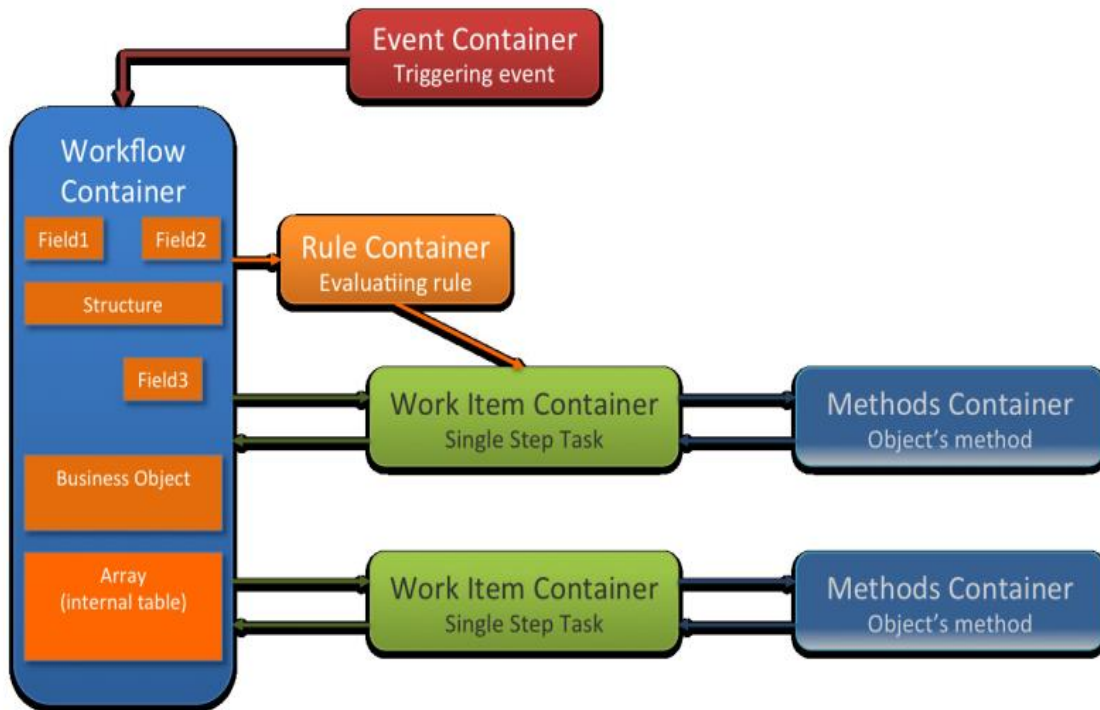 Event Container
Triggering event
Workflow
Container
Field1
Field2
Structure
Field3
Business Object
Array
(internal table)
Rule Container
Evaluatiing rule
Work Item Container
Single Step Task
Methods Container
Object's method
Work Item Container
Single Step Task
Methods Container
Object's method